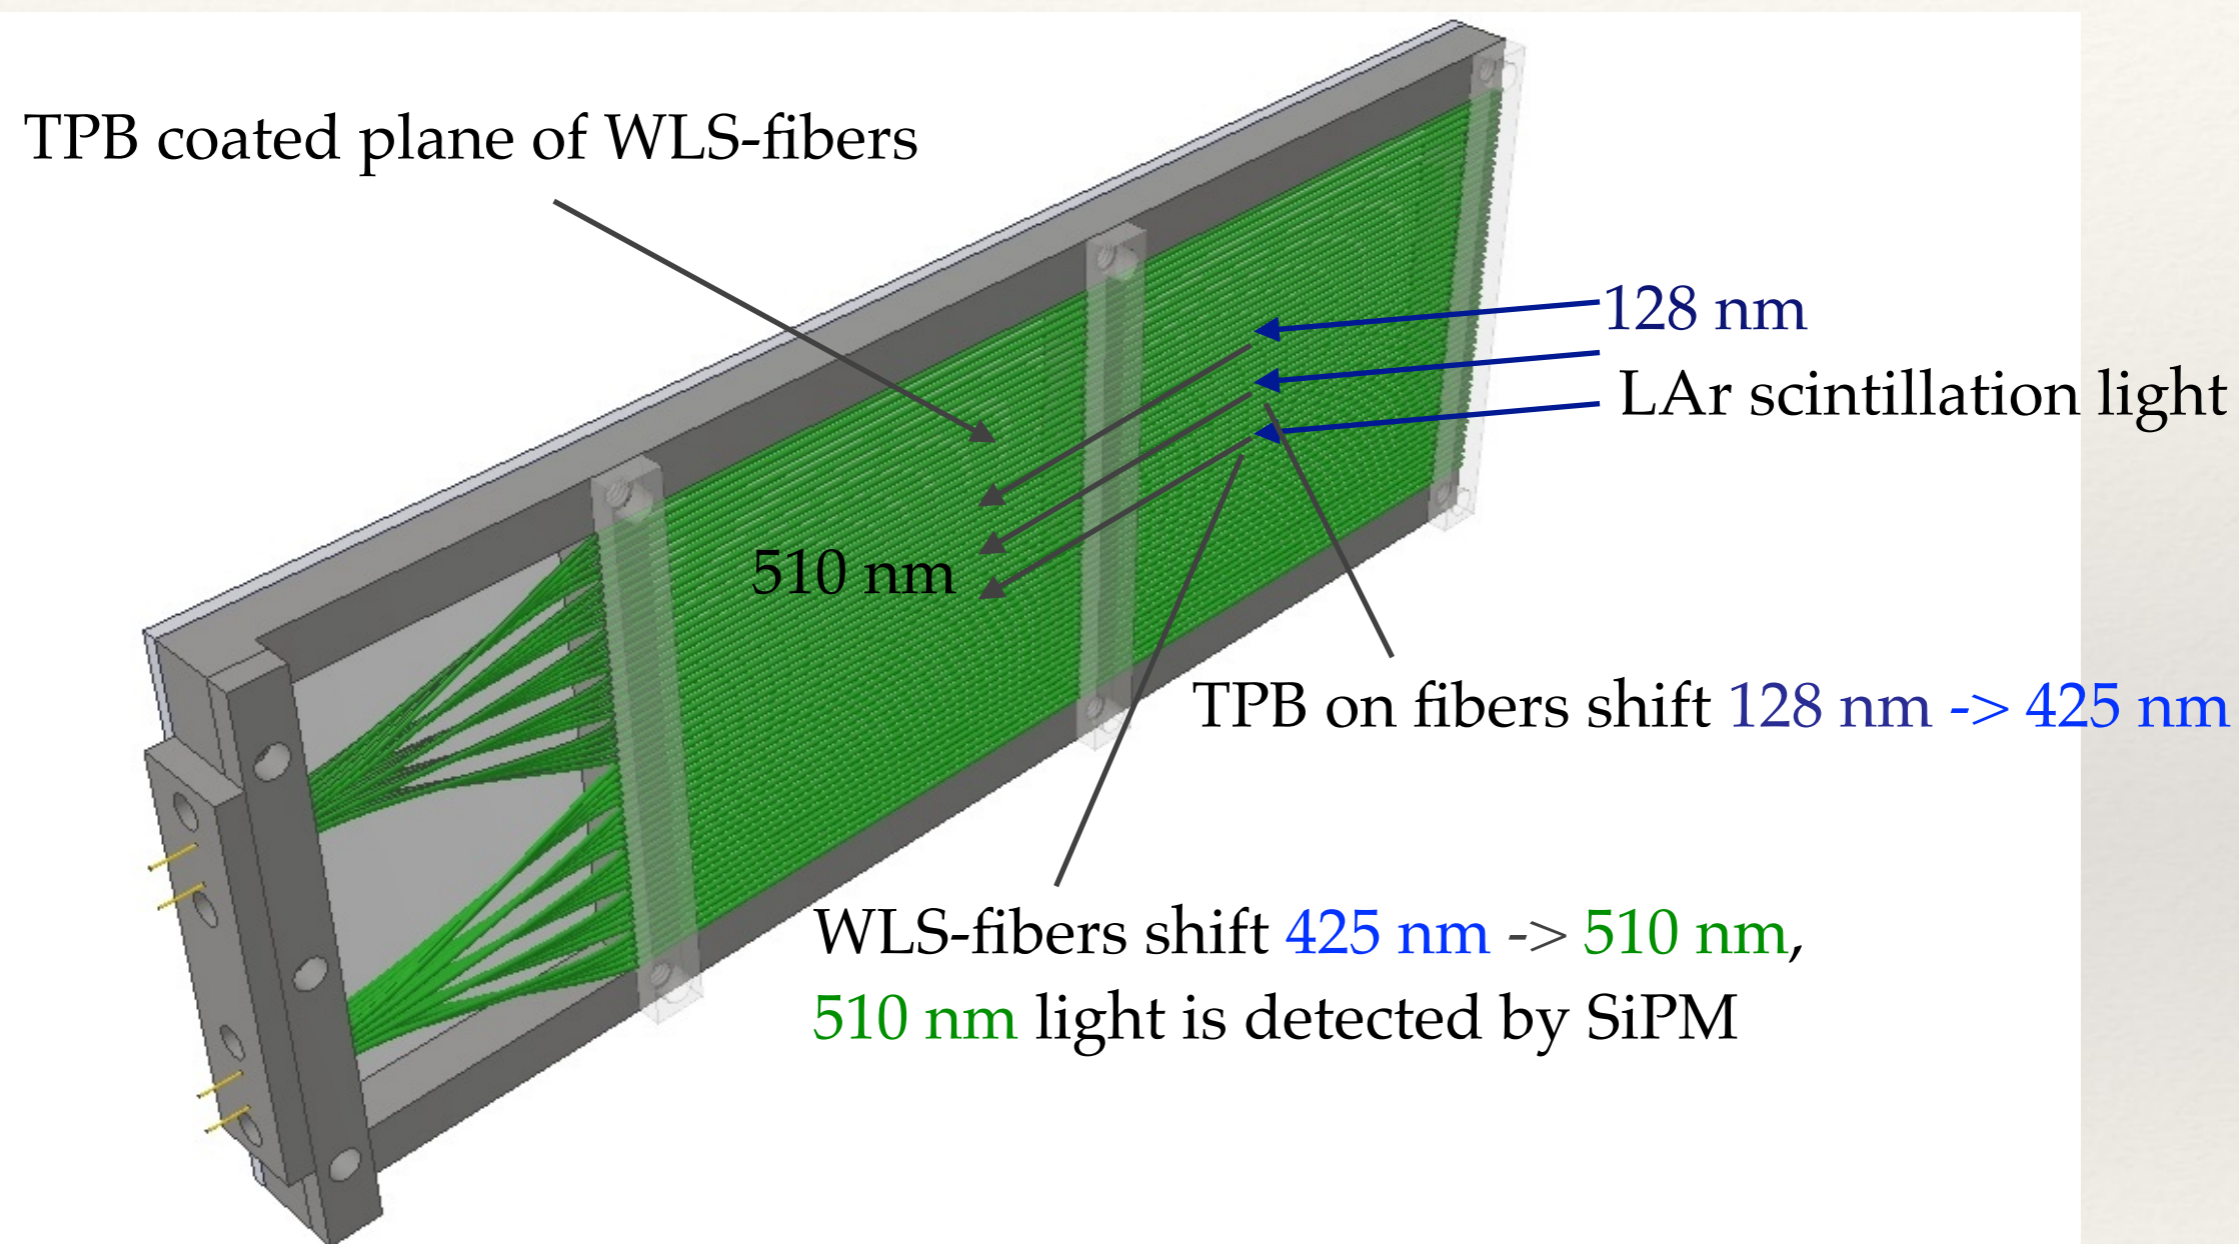 TPB coated plane of WLS-fibers
128 nm
LAr scintillation light
510 nm
TPB on fibers shift 128 nm -> 425 nm
WLS-fibers shift 425 nm -> 510 nm,
510 nm light is detected by SiPM